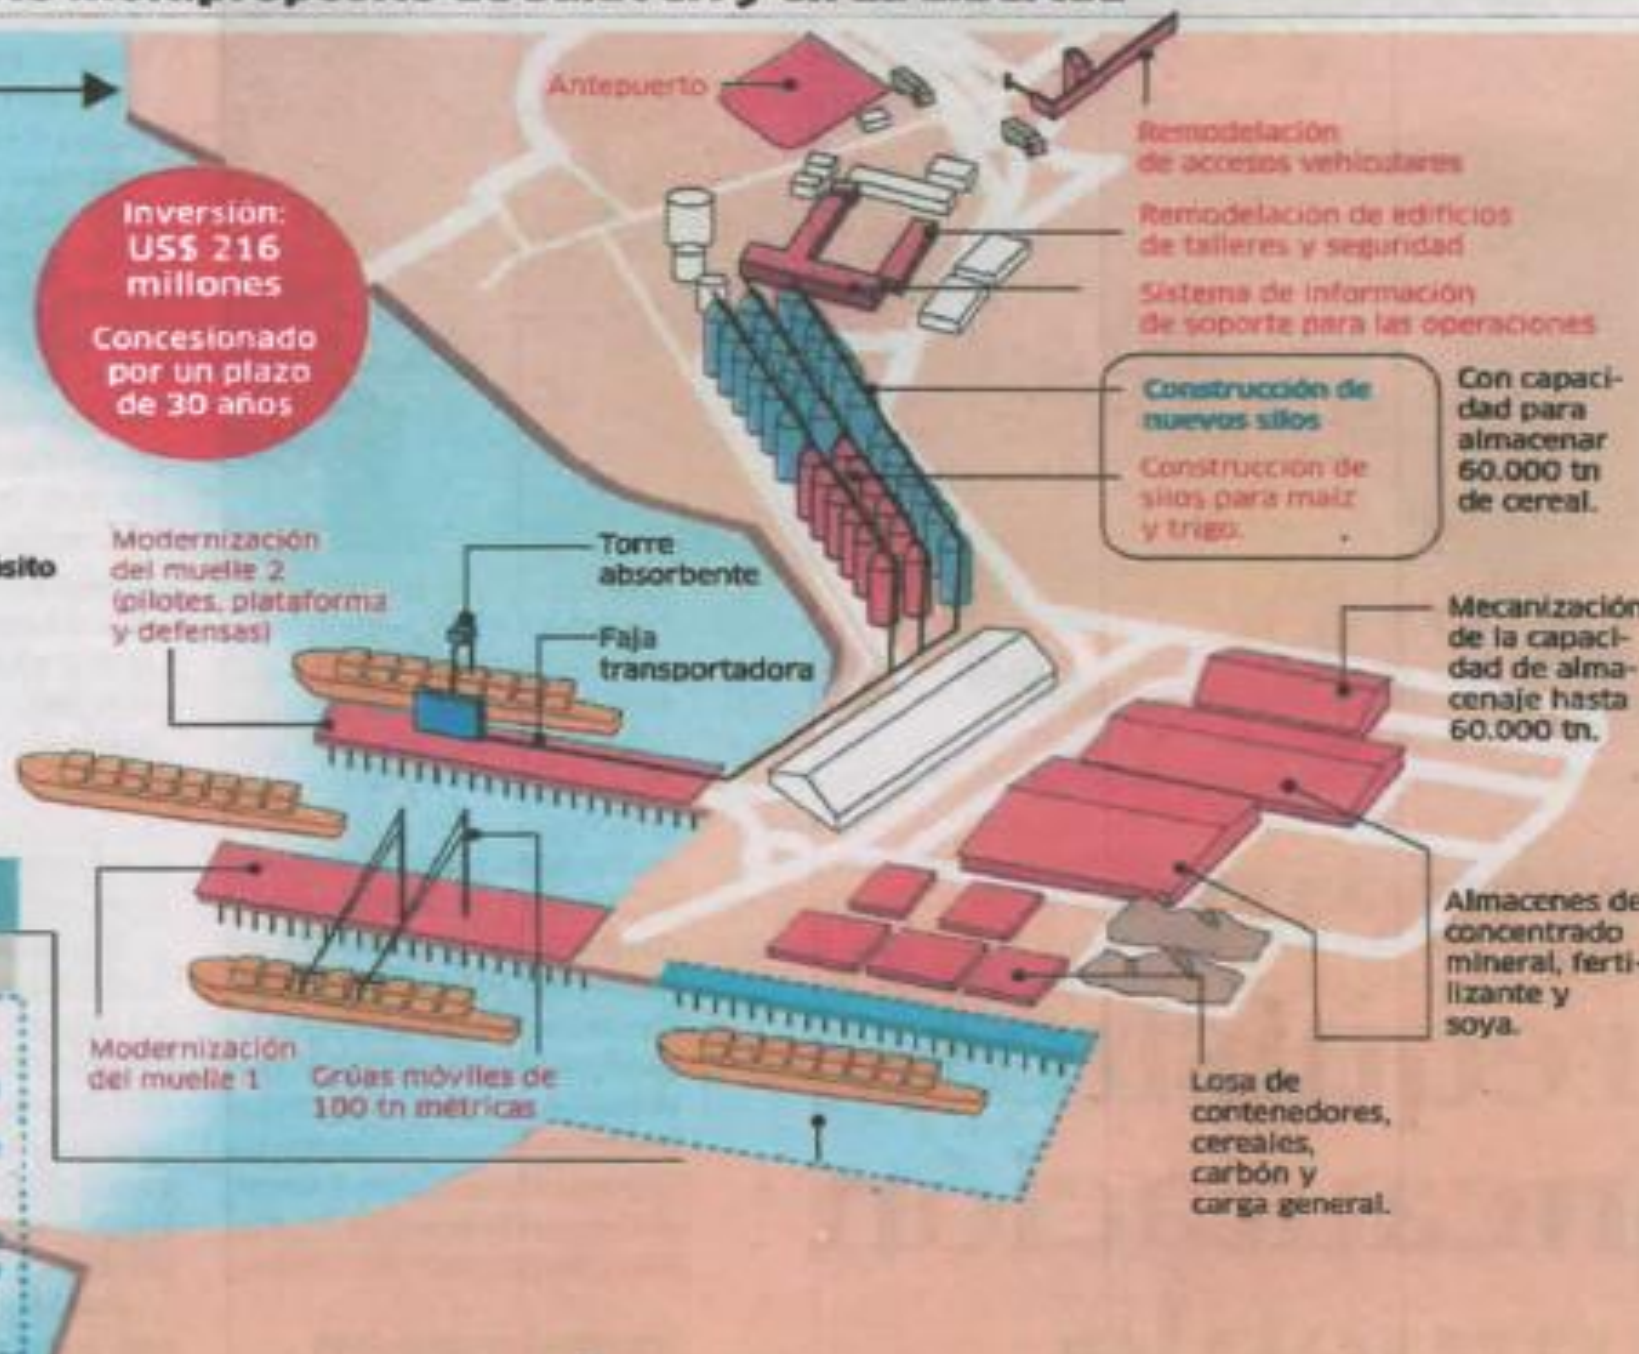 Antepuerto
Remodelación
de accesos vehiculares
Remodelación de edificios
de talleres y seguridad
Sistema de información
de soporte para las operaciones
Inversión:
US$ 216
millones
Concesionado
por un plazo
de 30 años
Construcción de
nuevos silos
Construcción de
silos para maíz
y trigo.
Con capaci-
dad para
almacenar
60.000 tn
de cereal.
Modernización
del muelle 2
(pilotes, plataforma
y defensas)
Torre
absorbente
Faja
transportadora
Mecanización
de la capaci-
dad de alma-
cenaje hasta
60.000 tn.
Almacenes de
concentrado
mineral, ferti-
lizante y
soya.
Modernización
del muelle 1
Grúas móviles de
100 tn métricas
Losa de
contenedores,
cereales,
carbón y
carga general.